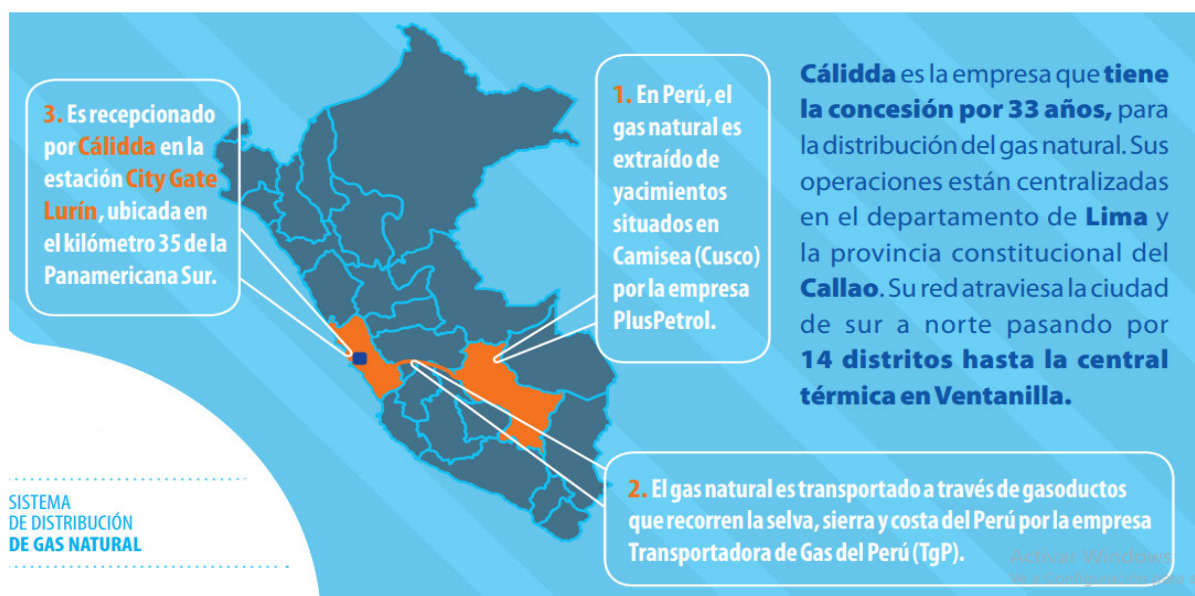 3. Es recepcionado
por Cálidda en la
estación City Gate
Lurín, ubicada en
el kilómetro 35 de la
Panamericana Sur.
1. En Perú, el
gas natural es
extraído de
yacimientos
situados en
Camisea (Cusco)
por la empresa
PlusPetrol.
Cálidda es la empresa que tiene
la concesión por 33 años, para
la distribución del gas natural. Sus
operaciones están centralizadas
en el departamento de Lima y
la provincia constitucional del
Callao. Su red atraviesa la ciudad
de sur a norte pasando por
14 distritos hasta la central
térmica en Ventanilla.
2. El gas natural es transportado a través de gasoductos
que recorren la selva, sierra y costa del Perú por la empresa
Transportadora de Gas del Perú (TgP).
SISTEMA
DE DISTRIBUCIÓN
DE GAS NATURAL
Activar Windows
Ve a Configuración para